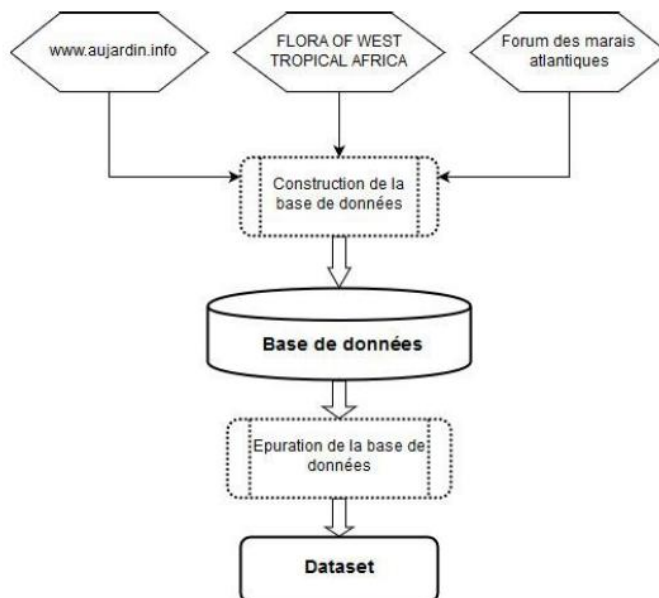 www.aujardin.info
FLORA OF WEST
TROPICAL AFRICA
Forum des marais
atlantiques
Construction de la
base de données
Base de données
Epuration de la base de
données
Dataset